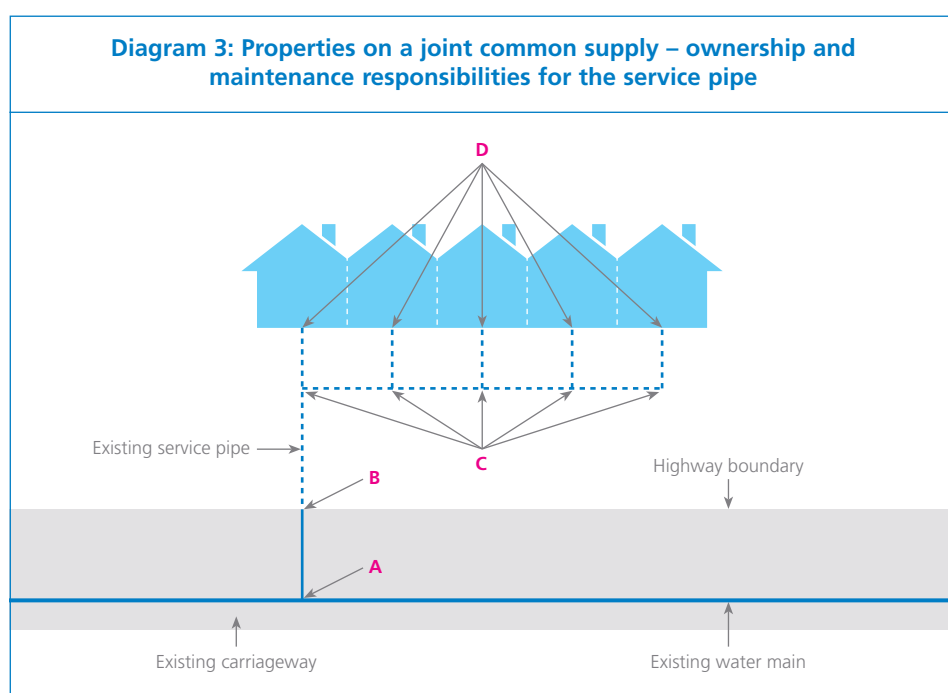 Diagram 3: Properties on a joint common supply – ownership and
maintenance responsibilities for the service pipe
D
Existing service pipe
C
Highway boundary
B
A
Existing carriageway
Existing water main